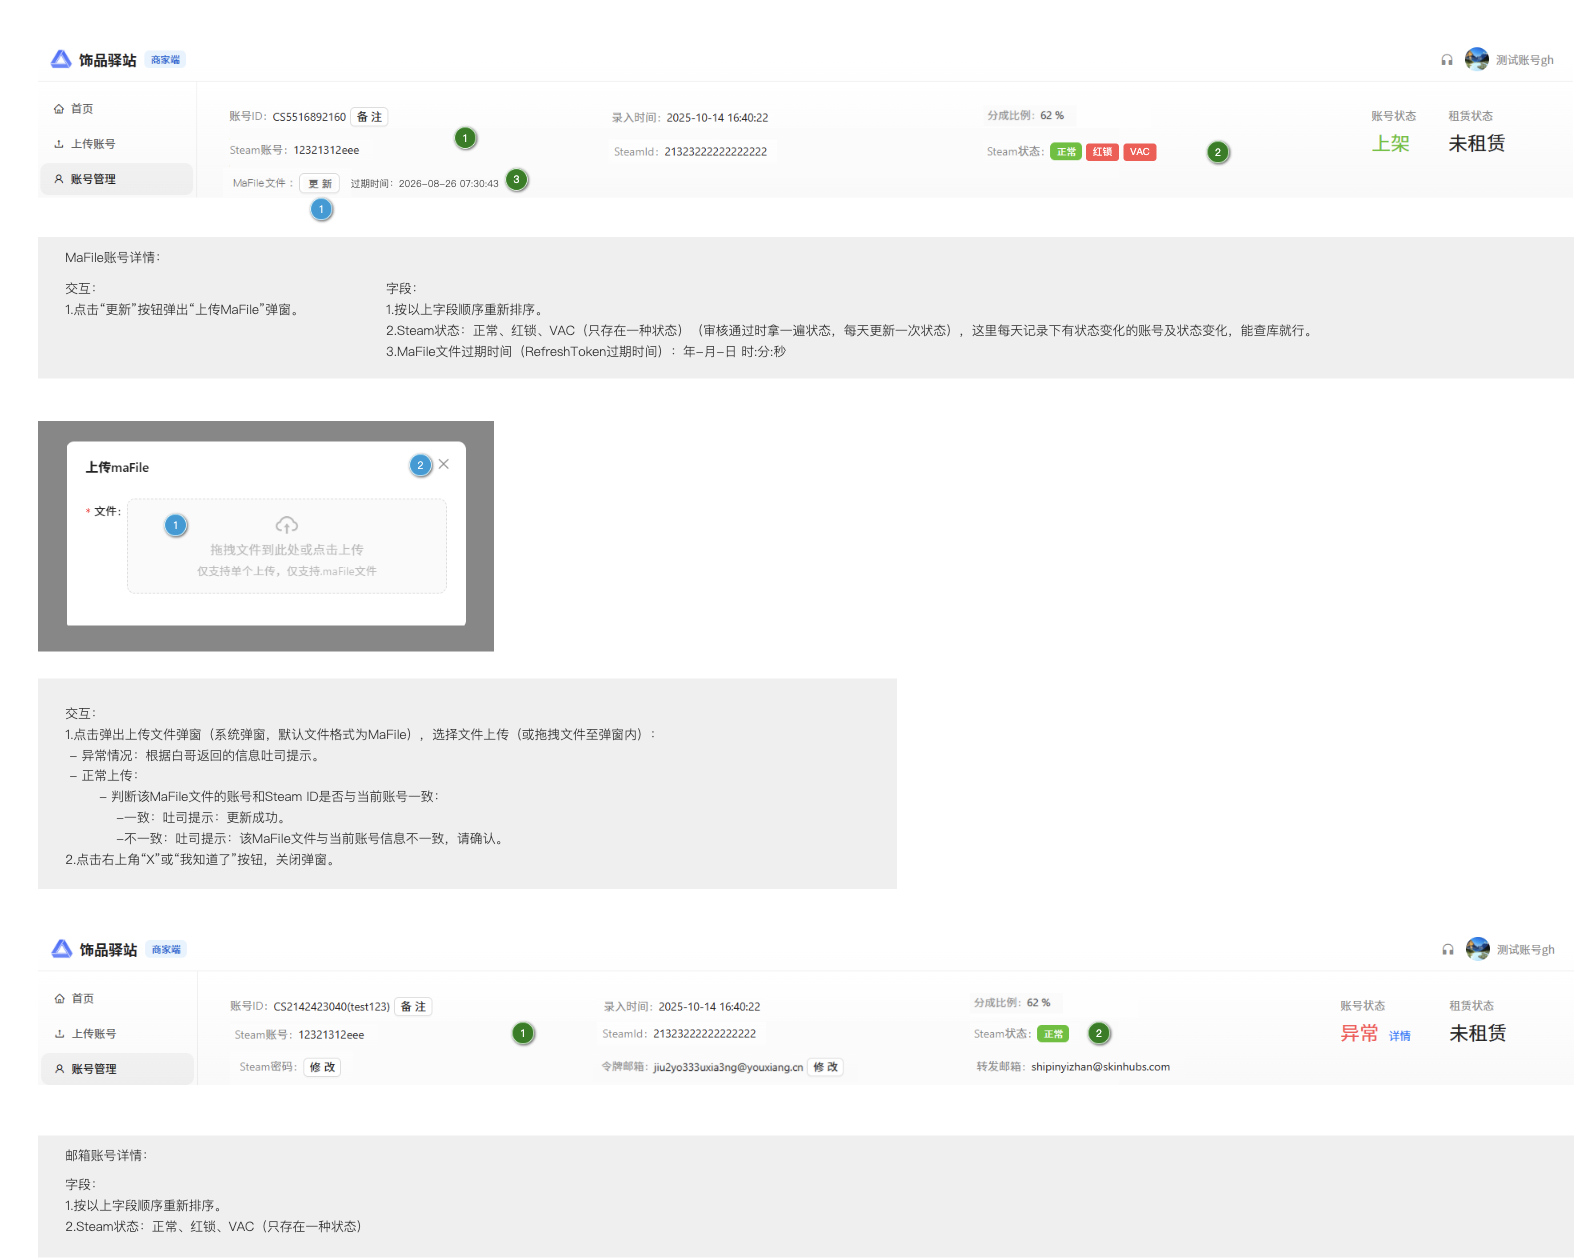 饰品驿站 商家端
测试账号gh
首页
上传账号
账号管理
账号ID: CS5516892160 备 注
录入时间: 2025-10-14 16:40:22
分成比例: 62 %
账号状态
租赁状态
上架
未租赁
Steam账号: 12321312eee
1
SteamId: 21323222222222222
Steam状态: 正常 红锁 VAC
2
MaFile文件： 更 新 过期时间: 2026-08-26 07:30:43
3
1
MaFile账号详情：
交互：
1.点击“更新”按钮弹出“上传MaFile”弹窗。
字段：
1.按以上字段顺序重新排序。
2.Steam状态：正常、红锁、VAC（只存在一种状态）（审核通过时拿一遍状态，每天更新一次状态），这里每天记录下有状态变化的账号及状态变化，能查库就行。
3.MaFile文件过期时间（RefreshToken过期时间）：年-月-日 时:分:秒
上传maFile
2
* 文件：
1
拖拽文件到此处或点击上传
仅支持单个上传，仅支持.maFile文件
交互：
1.点击弹出上传文件弹窗（系统弹窗，默认文件格式为MaFile），选择文件上传（或拖拽文件至弹窗内）：
- 异常情况：根据白哥返回的信息吐司提示。
- 正常上传：
- 判断该MaFile文件的账号和Steam ID是否与当前账号一致：
-一致：吐司提示：更新成功。
-不一致：吐司提示：该MaFile文件与当前账号信息不一致，请确认。
2.点击右上角“X”或“我知道了”按钮，关闭弹窗。
饰品驿站 商家端
测试账号gh
首页
上传账号
账号管理
账号ID: CS2142423040(test123) 备 注
录入时间: 2025-10-14 16:40:22
分成比例: 62 %
账号状态
租赁状态
异常 详情
未租赁
Steam账号: 12321312eee
1
SteamId: 21323222222222222
Steam状态: 正常
2
Steam密码: 修 改
令牌邮箱: jiu2yo333uxia3ng@youxiang.cn 修 改
转发邮箱: shipinyizhan@skinhubs.com
邮箱账号详情：
字段：
1.按以上字段顺序重新排序。
2.Steam状态：正常、红锁、VAC（只存在一种状态）